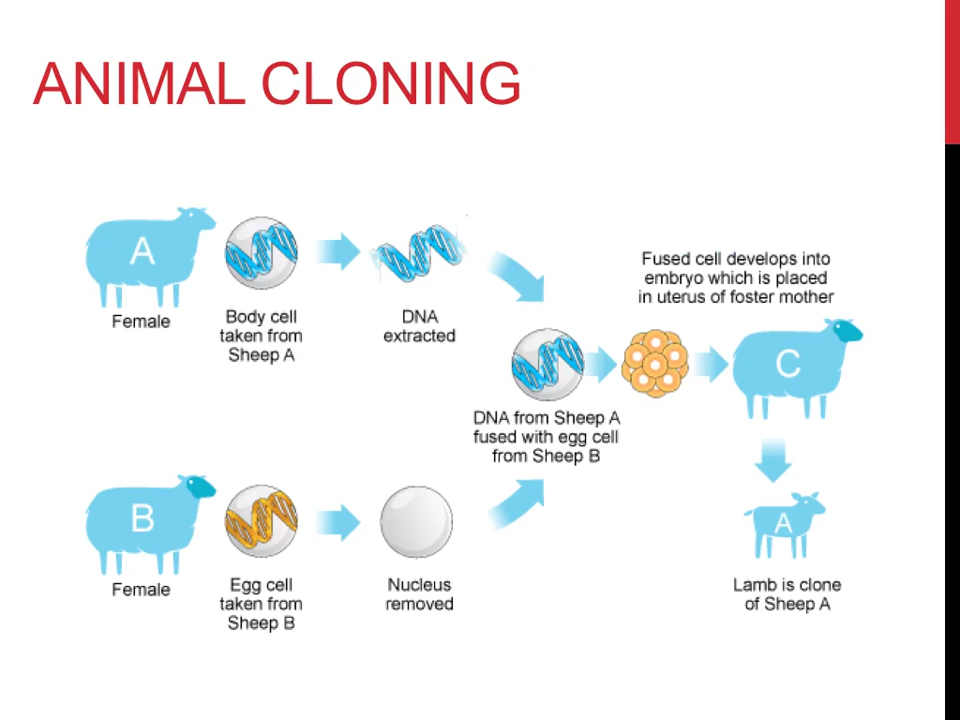 ANIMAL CLONING
A
Female
Body cell
taken from
Sheep A
DNA
extracted
B
Female
Egg cell
taken from
Sheep B
Nucleus
removed
DNA from Sheep A
fused with egg cell
from Sheep B
Fused cell develops into
embryo which is placed
in uterus of foster mother
C
A
Lamb is clone
of Sheep A